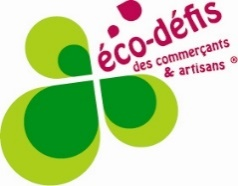 éco-défis
des commerçants
& artisans ®